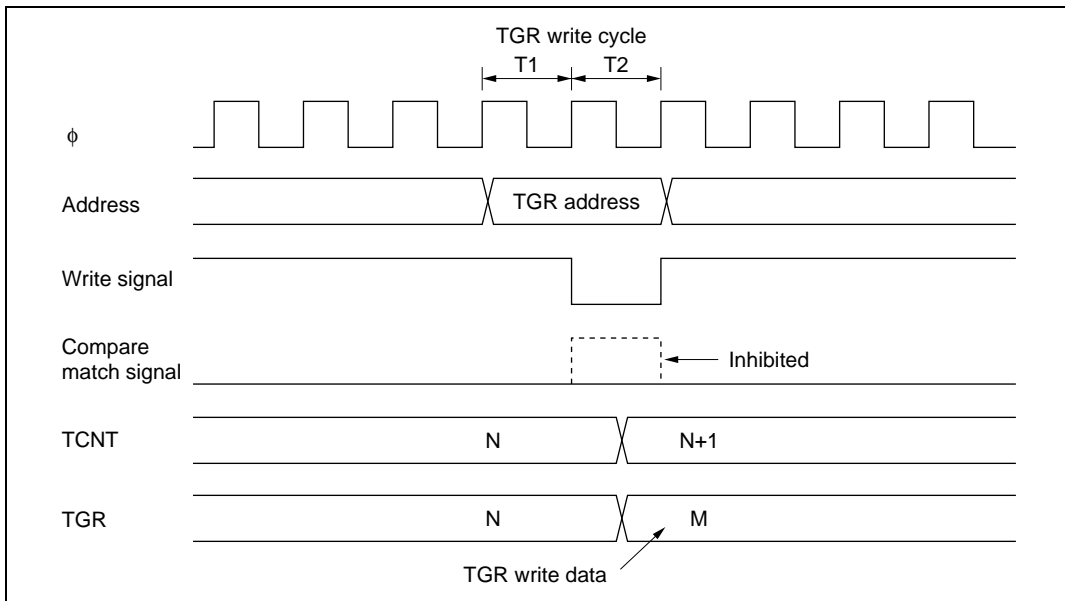 TGR write cycle
T1 T2
ϕ
Address
TGR address
Write signal
Compare
match signal
Inhibited
TCNT
N
N+1
TGR
N
M
TGR write data